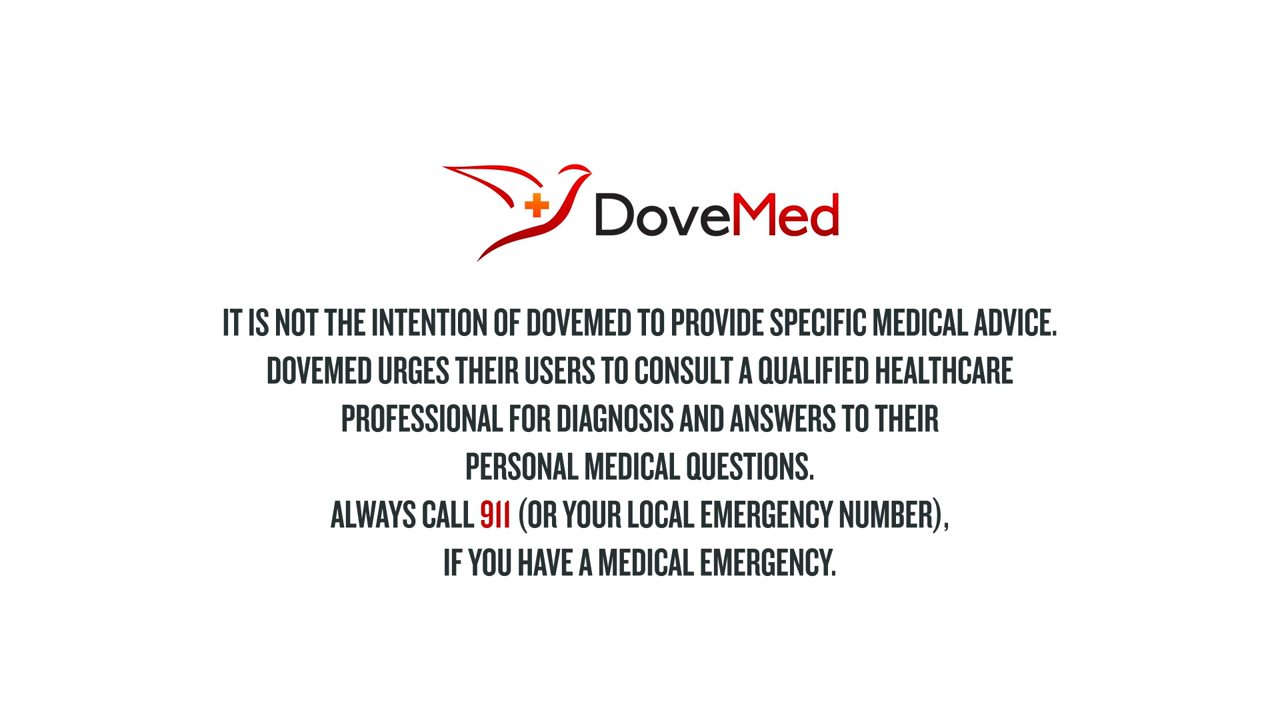 DoveMed
IT IS NOT THE INTENTION OF DOVEMED TO PROVIDE SPECIFIC MEDICAL ADVICE.
DOVEMED URGES THEIR USERS TO CONSULT A QUALIFIED HEALTHCARE
PROFESSIONAL FOR DIAGNOSIS AND ANSWERS TO THEIR
PERSONAL MEDICAL QUESTIONS.
ALWAYS CALL 911 (OR YOUR LOCAL EMERGENCY NUMBER),
IF YOU HAVE A MEDICAL EMERGENCY.